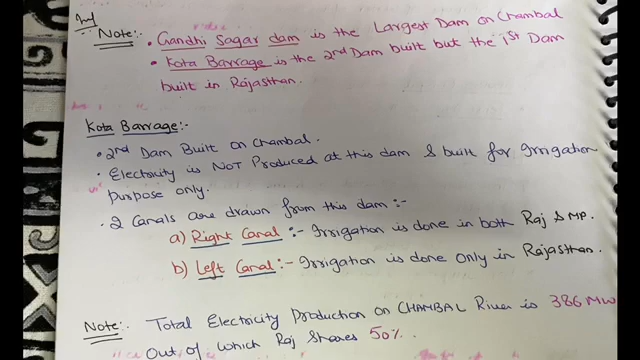 Imp
Note:- • Gandhi Sagar dam is the Largest Dam on Chambal
• Kota Barrage is the 2nd Dam built but the 1st Dam
built in Rajasthan.
Kota Barrage:-
• 2nd Dam Built on Chambal.
• Electricity is NOT Produced at this dam & built for Irrigation
purpose only.
• 2 Canals are drawn from this dam:-
a) Right Canal:- Irrigation is done in both Raj & MP.
b) Left Canal:- Irrigation is done only in Rajasthan.
Note:- Total Electricity Production on CHAMBAL River is 386 MW
Out of which Raj Shares 50%.